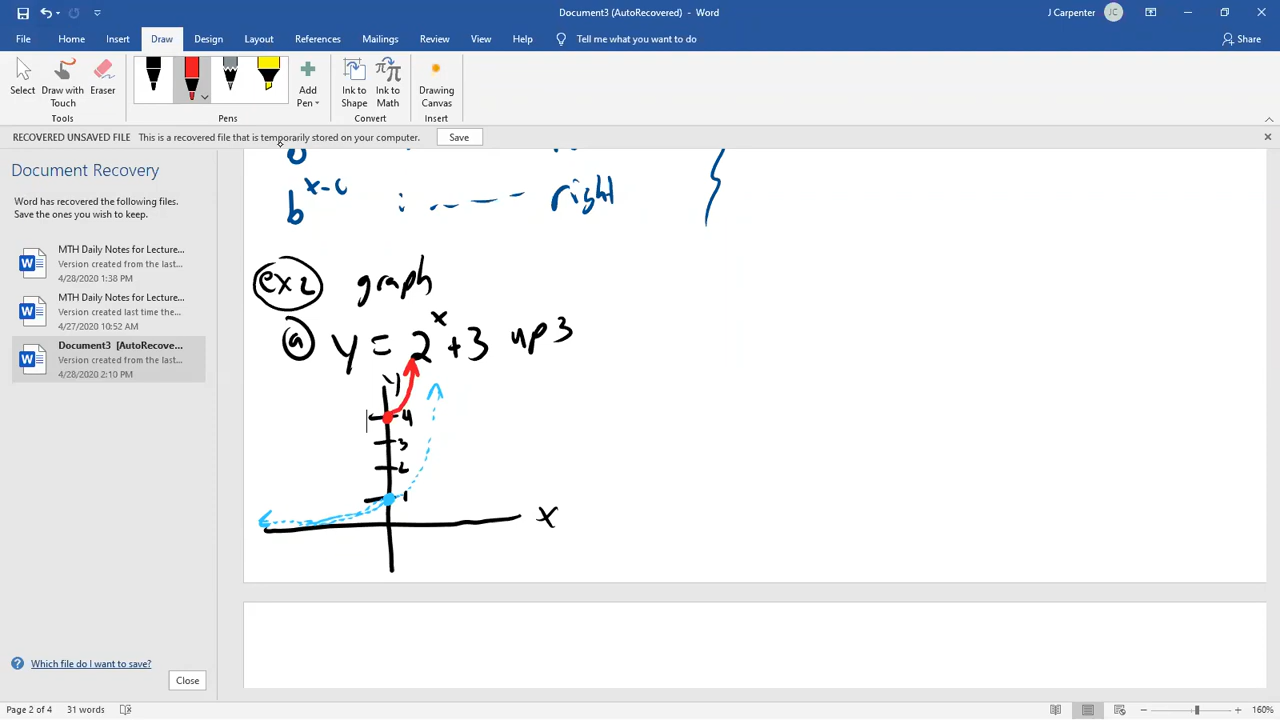 Document3 (AutoRecovered) - Word
J Carpenter
JC
File
Home
Insert
Draw
Design
Layout
References
Mailings
Review
View
Help
Tell me what you want to do
Share
Select
Draw with Touch
Eraser
Add Pen
Ink to Shape
Ink to Math
Drawing Canvas
Tools
Pens
Convert
Insert
RECOVERED UNSAVED FILE This is a recovered file that is temporarily stored on your computer.
Save
Document Recovery
Word has recovered the following files.
Save the ones you wish to keep.
MTH Daily Notes for Lecture...
Version created from the last...
4/28/2020 1:38 PM
MTH Daily Notes for Lecture...
Version created last time the...
4/27/2020 10:52 AM
Document3 [AutoRecove...
Version created from the last...
4/28/2020 2:10 PM
Which file do I want to save?
Close
b^x-c : ---- right
ex2 graph
a y = 2^x + 3 up 3
y
4
3
2
1
x
Page 2 of 4
31 words
160%